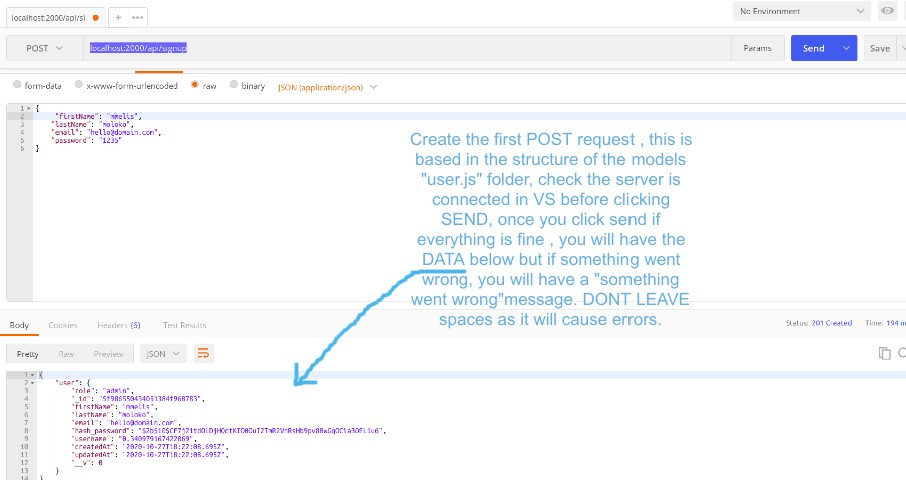 localhost:2000/api/si
No Environment
POST
localhost:2000/api/signup
Params
Send
Save
form-data
x-www-form-urlencoded
raw
binary
JSON (application/json)
1 {
2 "firstName": "mmelis",
3 "lastName": "moloko",
4 "email": "hello@domain.com",
5 "password": "1235"
6 }
Create the first POST request , this is
based in the structure of the models
"user.js" folder, check the server is
connected in VS before clicking
SEND, once you click send if
everything is fine , you will have the
DATA below but if something went
wrong, you will have a "something
went wrong"message. DONT LEAVE
spaces as it will cause errors.
Body
Cookies
Headers (6)
Test Results
Status: 201 Created
Time: 194 m
Pretty
Raw
Preview
JSON
1 {
2 "user": {
3 "role": "admin",
4 "_id":
5 "firstName": "mmelis",
6 "lastName": "moloko",
7 "email": "hello@domain.com",
8 "hash_password":
9 "username": "0.340979167422069",
10 "createdAt": "2020-10-27T18:22:08.695Z",
11 "updatedAt": "2020-10-27T18:22:08.695Z",
12 "__v": 0
13 }
14 }